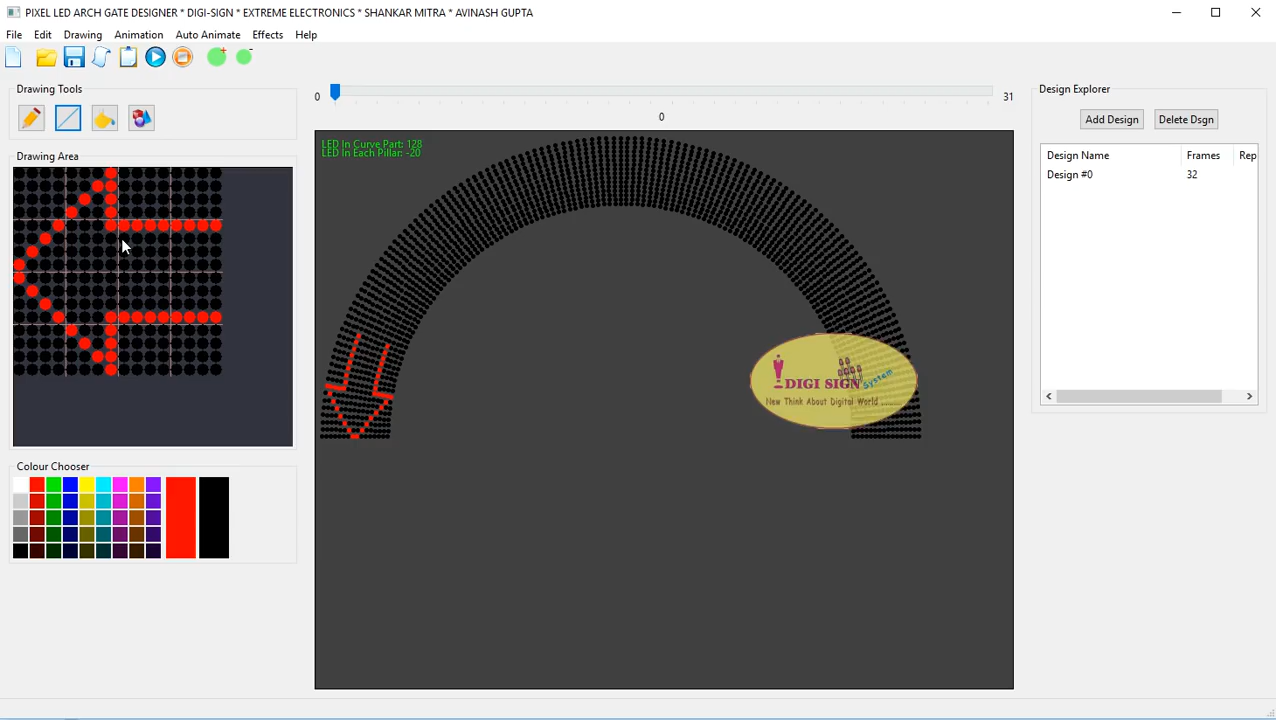 PIXEL LED ARCH GATE DESIGNER * DIGI-SIGN * EXTREME ELECTRONICS * SHANKAR MITRA * AVINASH GUPTA
File Edit Drawing Animation Auto Animate Effects Help
Drawing Tools
0
31
0
Design Explorer
Add Design
Delete Dsgn
Drawing Area
LED In Curve Part: 128
LED In Each Pillar: -20
Design Name Frames Rep
Design #0 32
DIGI SIGN System
New Think About Digital World ........
Colour Chooser